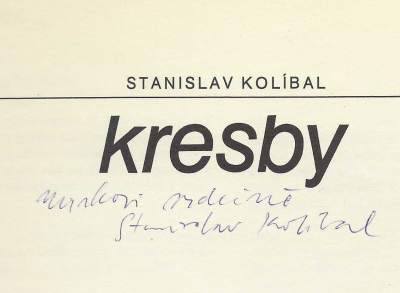 STANISLAV KOLÍBAL
kresby
srdečně
Stanislav Kolíbal